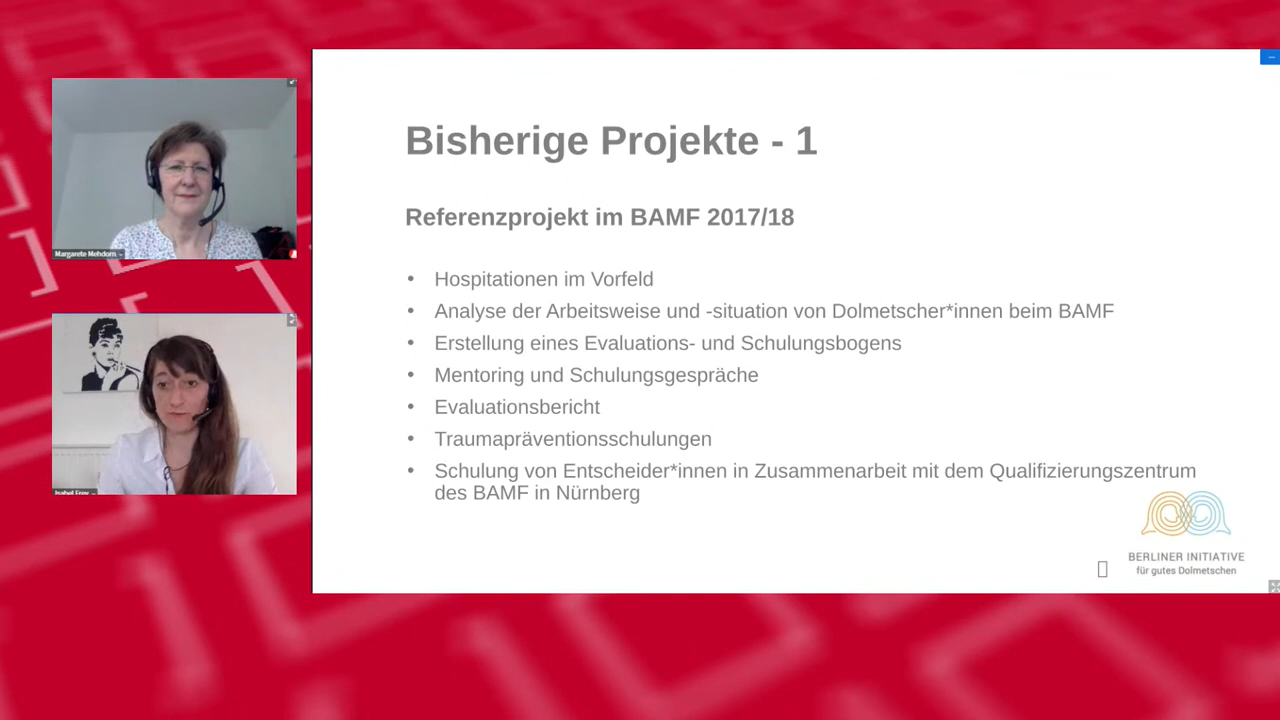 Margarete Mehdorn
Isabel Frey
Bisherige Projekte - 1
Referenzprojekt im BAMF 2017/18
• Hospitationen im Vorfeld
• Analyse der Arbeitsweise und -situation von Dolmetscher*innen beim BAMF
• Erstellung eines Evaluations- und Schulungsbogens
• Mentoring und Schulungsgespräche
• Evaluationsbericht
• Traumapräventionsschulungen
• Schulung von Entscheider*innen in Zusammenarbeit mit dem Qualifizierungszentrum
des BAMF in Nürnberg
BERLINER INITIATIVE
für gutes Dolmetschen